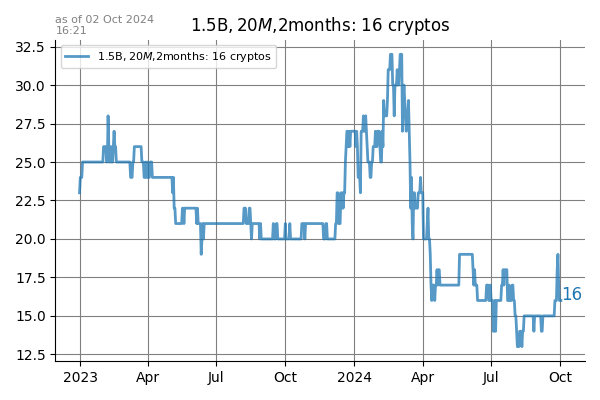 as of 02 Oct 2024
16:21
1.5B, 20M,2months: 16 cryptos
1.5B, 20M,2months: 16 cryptos
32.5
30.0
27.5
25.0
22.5
20.0
17.5
15.0
12.5
16
2023 Apr Jul Oct 2024 Apr Jul Oct